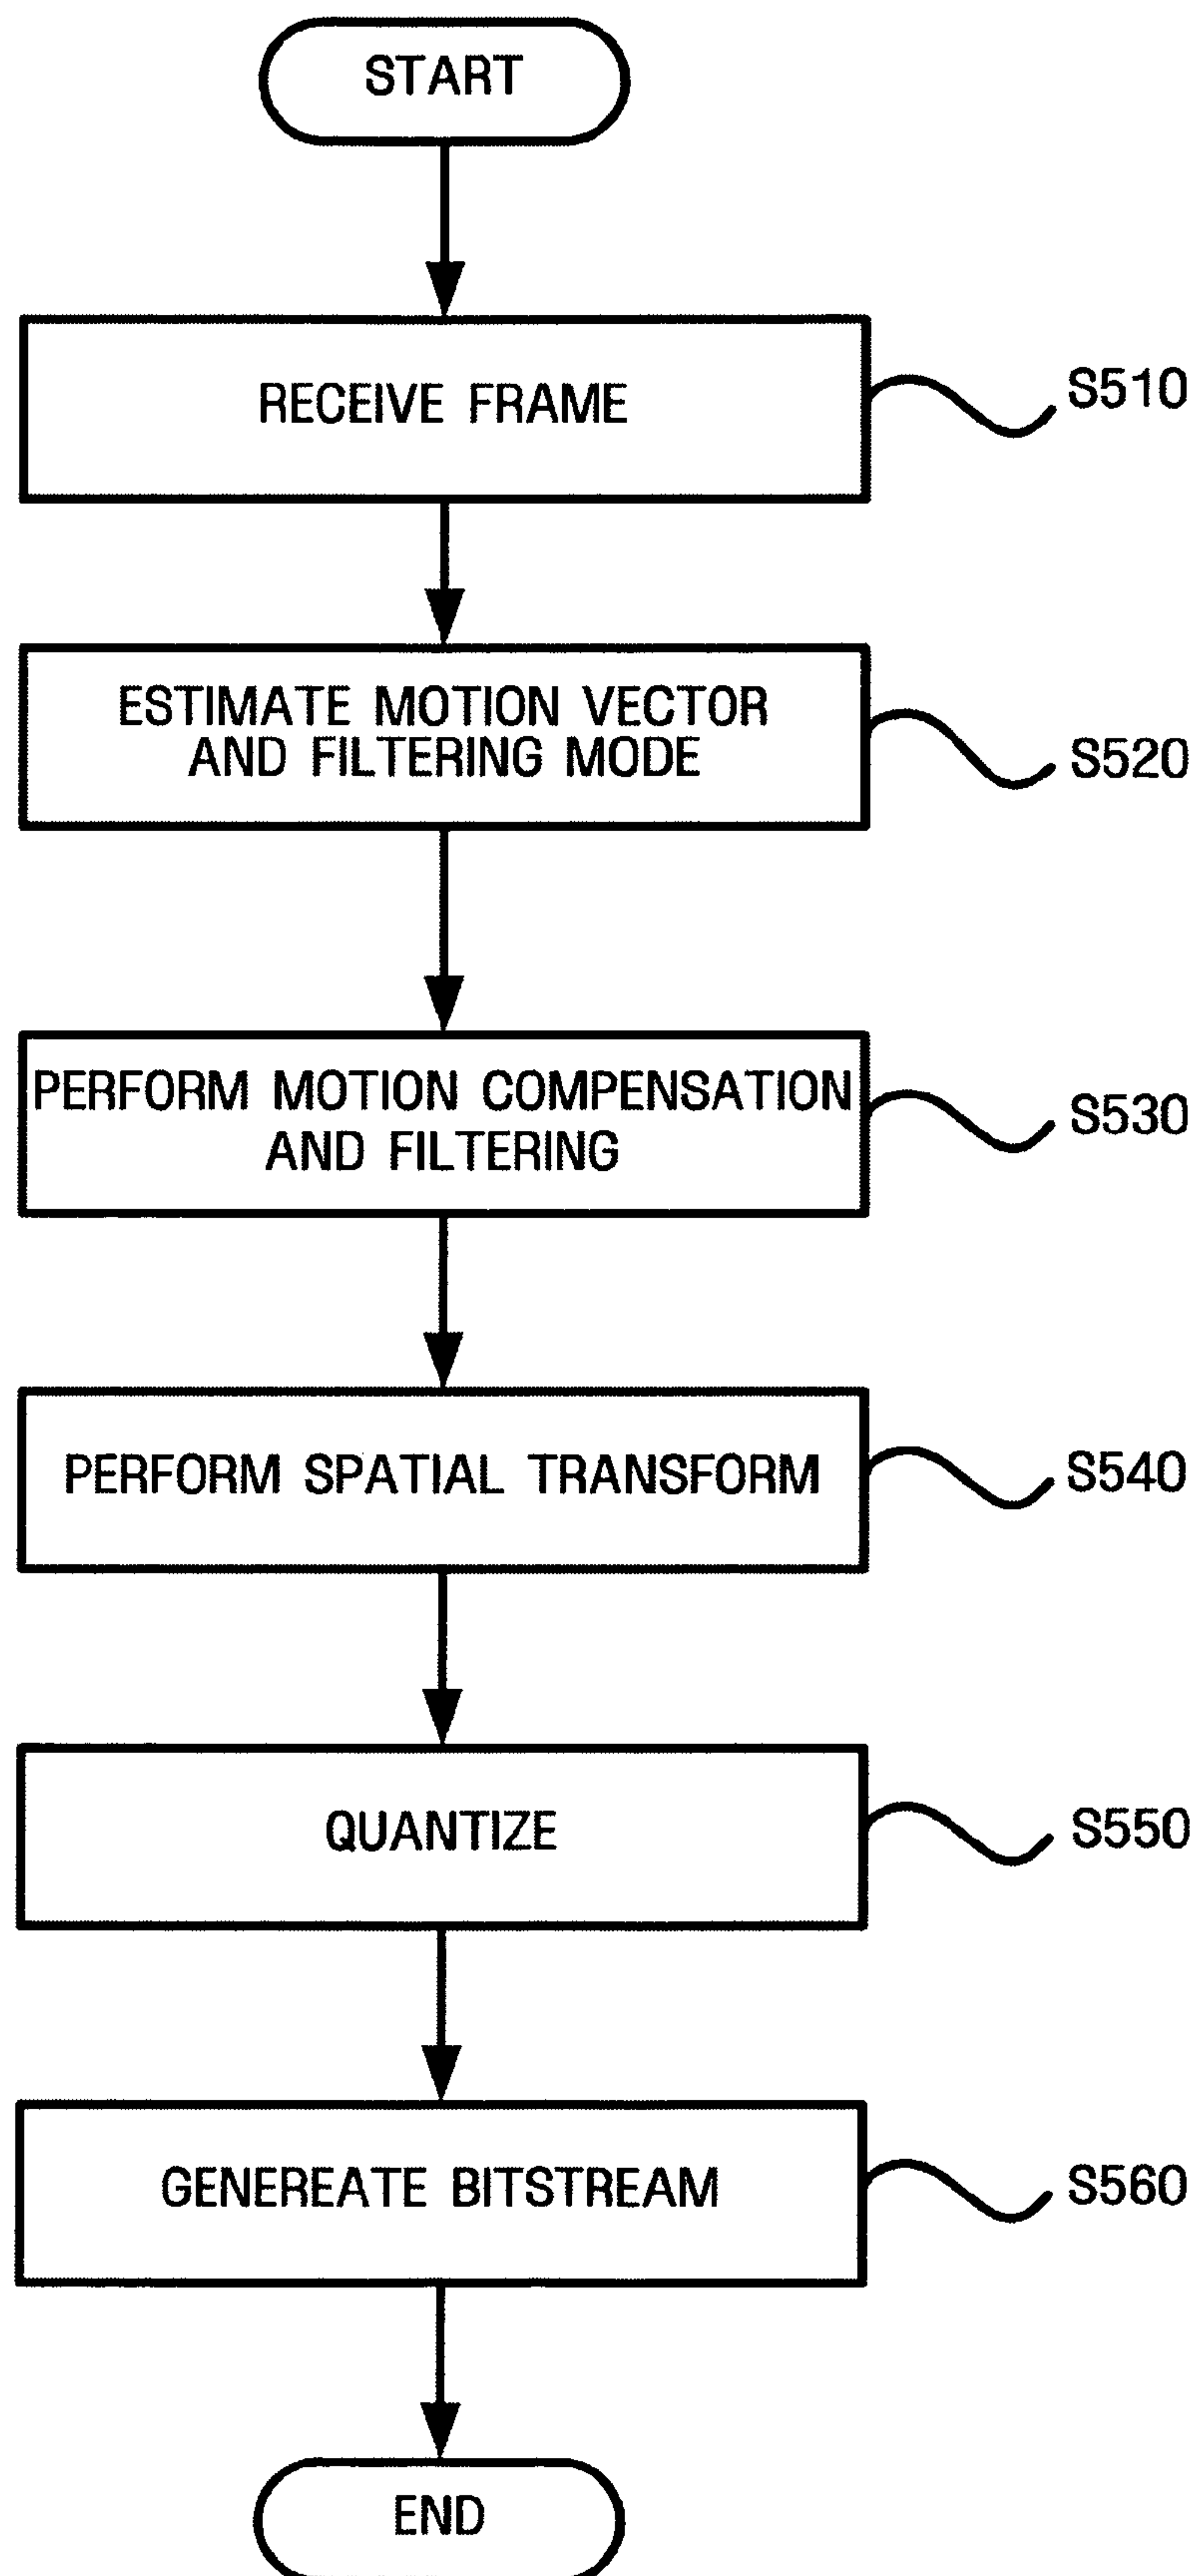 START
RECEIVE FRAME
S510
ESTIMATE MOTION VECTOR
AND FILTERING MODE
S520
PERFORM MOTION COMPENSATION
AND FILTERING
S530
PERFORM SPATIAL TRANSFORM
S540
QUANTIZE
S550
GENEREATE BITSTREAM
S560
END